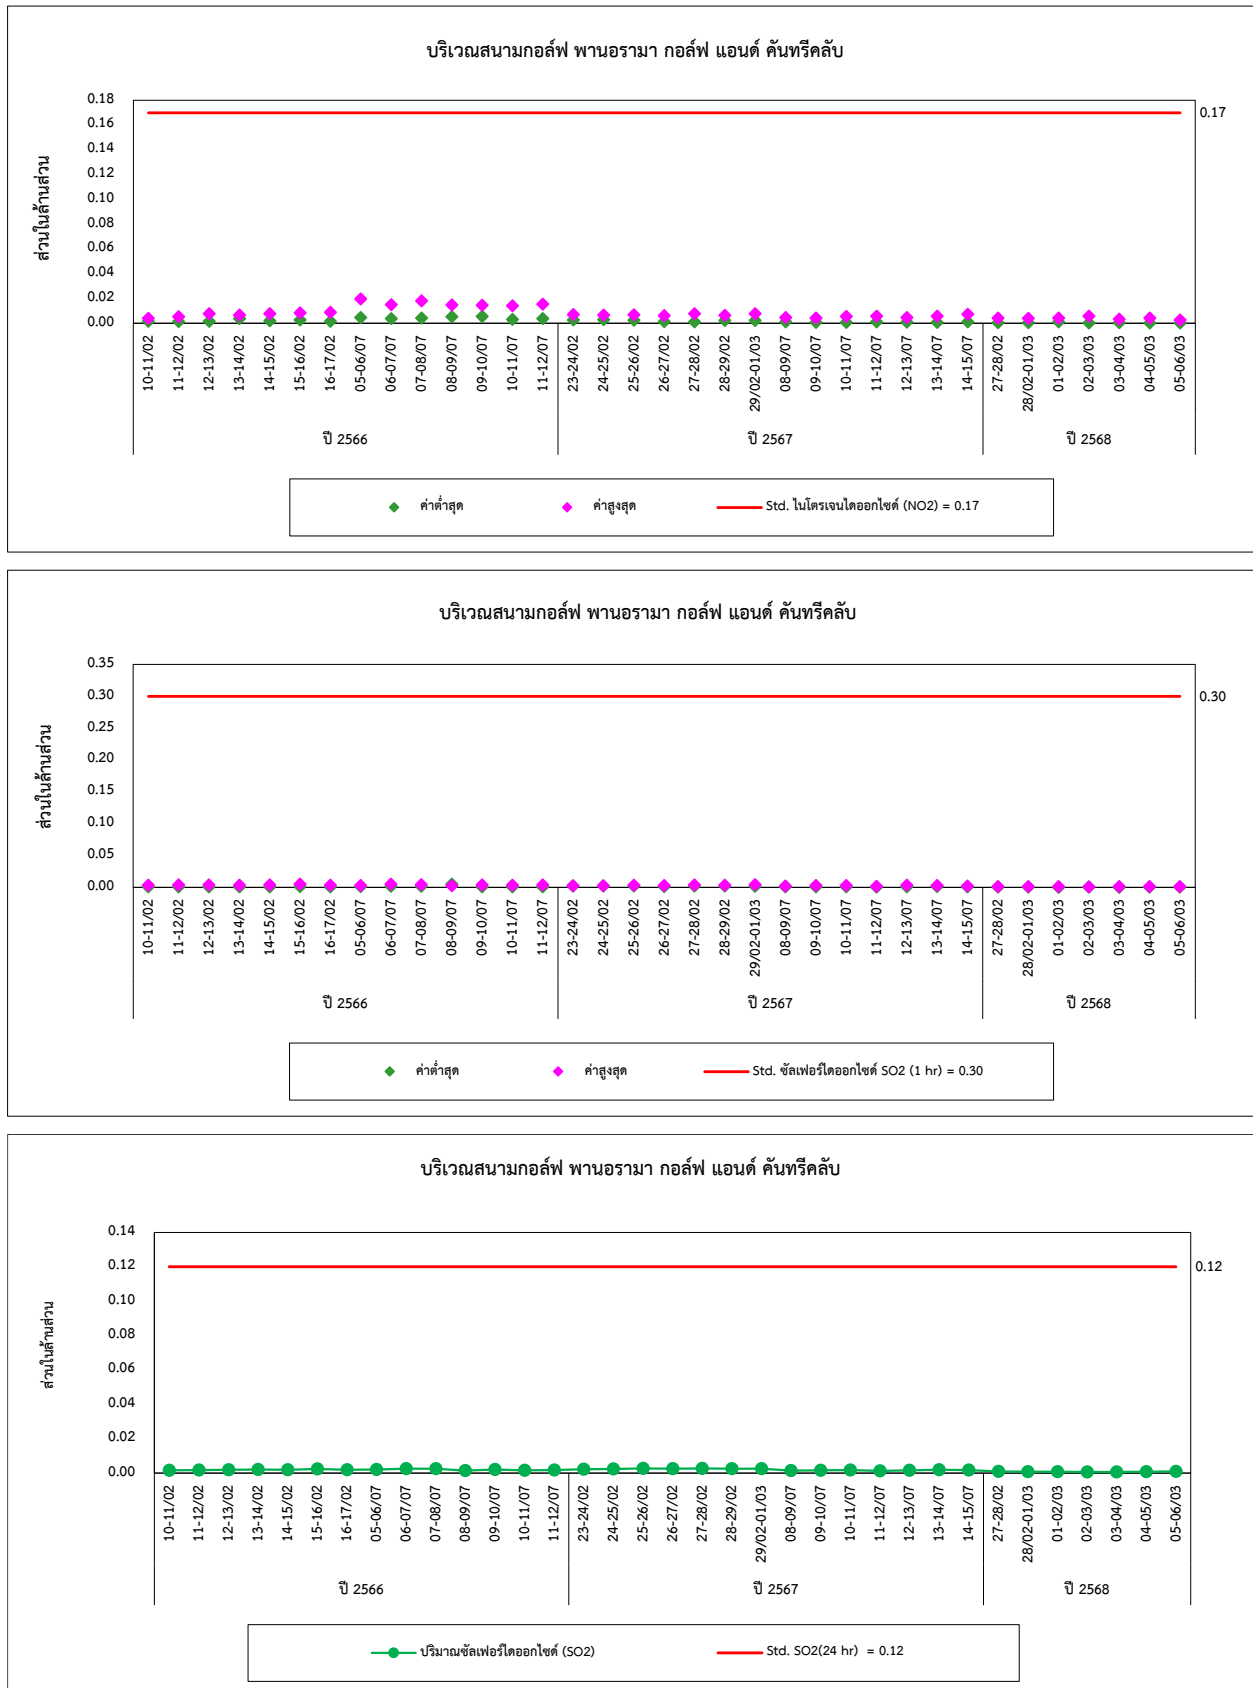 บริเวณสนามกอล์ฟ พานอรามา กอล์ฟ แอนด์ คันทรีคลับ
ส่วนในล้านส่วน
0.18
0.16
0.14
0.12
0.10
0.08
0.06
0.04
0.02
0.00
0.17
10-11/02 11-12/02 12-13/02 13-14/02 14-15/02 15-16/02 16-17/02 05-06/07 06-07/07 07-08/07 08-09/07 09-10/07 10-11/07 11-12/07 23-24/02 24-25/02 25-26/02 26-27/02 27-28/02 28-29/02 29/02-01/03 08-09/07 09-10/07 10-11/07 11-12/07 12-13/07 13-14/07 14-15/07 27-28/02 28/02-01/03 01-02/03 02-03/03 03-04/03 04-05/03 05-06/03
ปี 2566 ปี 2567 ปี 2568
ค่าต่ำสุด ค่าสูงสุด Std. ไนโตรเจนไดออกไซด์ (NO2) = 0.17
บริเวณสนามกอล์ฟ พานอรามา กอล์ฟ แอนด์ คันทรีคลับ
ส่วนในล้านส่วน
0.35
0.30
0.25
0.20
0.15
0.10
0.05
0.00
0.30
10-11/02 11-12/02 12-13/02 13-14/02 14-15/02 15-16/02 16-17/02 05-06/07 06-07/07 07-08/07 08-09/07 09-10/07 10-11/07 11-12/07 23-24/02 24-25/02 25-26/02 26-27/02 27-28/02 28-29/02 29/02-01/03 08-09/07 09-10/07 10-11/07 11-12/07 12-13/07 13-14/07 14-15/07 27-28/02 28/02-01/03 01-02/03 02-03/03 03-04/03 04-05/03 05-06/03
ปี 2566 ปี 2567 ปี 2568
ค่าต่ำสุด ค่าสูงสุด Std. ซัลเฟอร์ไดออกไซด์ SO2 (1 hr) = 0.30
บริเวณสนามกอล์ฟ พานอรามา กอล์ฟ แอนด์ คันทรีคลับ
ส่วนในล้านส่วน
0.14
0.12
0.10
0.08
0.06
0.04
0.02
0.00
0.12
10-11/02 11-12/02 12-13/02 13-14/02 14-15/02 15-16/02 16-17/02 05-06/07 06-07/07 07-08/07 08-09/07 09-10/07 10-11/07 11-12/07 23-24/02 24-25/02 25-26/02 26-27/02 27-28/02 28-29/02 29/02-01/03 08-09/07 09-10/07 10-11/07 11-12/07 12-13/07 13-14/07 14-15/07 27-28/02 28/02-01/03 01-02/03 02-03/03 03-04/03 04-05/03 05-06/03
ปี 2566 ปี 2567 ปี 2568
ปริมาณซัลเฟอร์ไดออกไซด์ (SO2) Std. SO2(24 hr) = 0.12